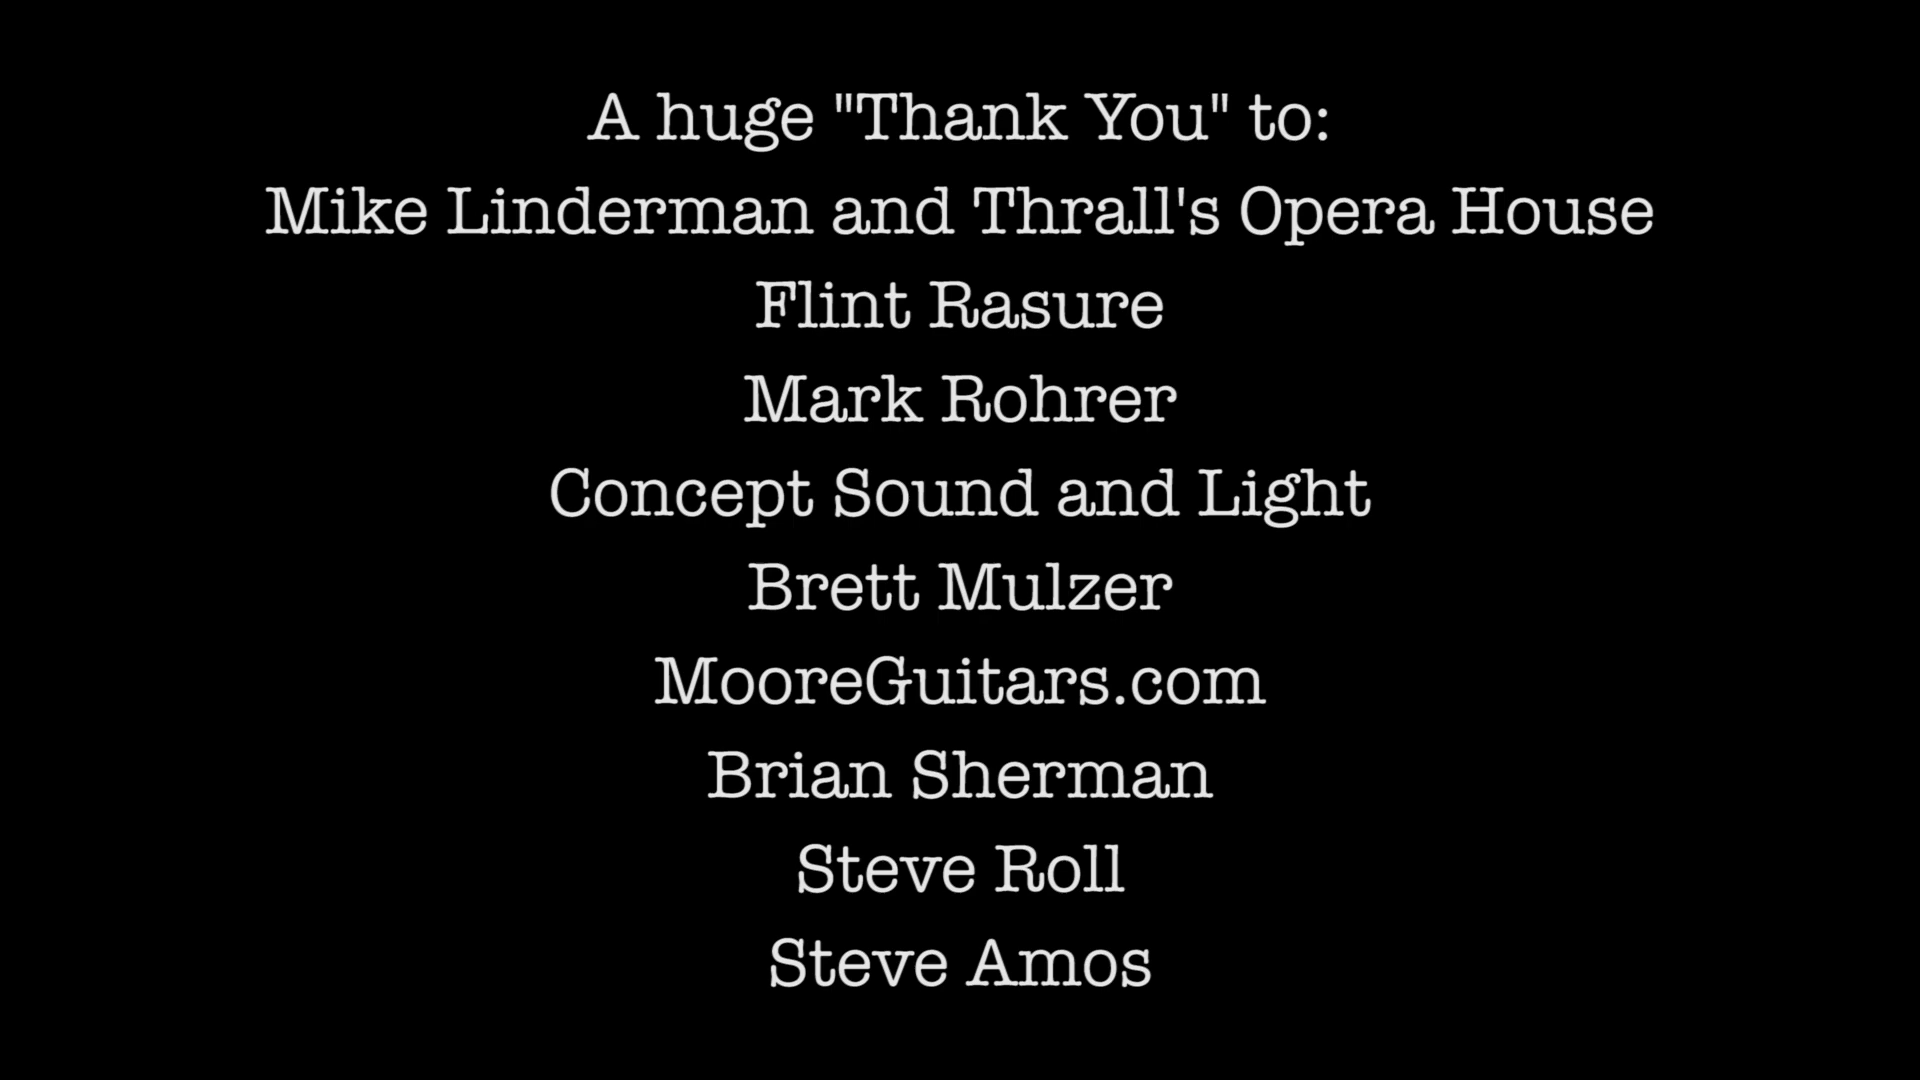 A huge "Thank You" to:
Mike Linderman and Thrall's Opera House
Flint Rasure
Mark Rohrer
Concept Sound and Light
Brett Mulzer
MooreGuitars.com
Brian Sherman
Steve Roll
Steve Amos